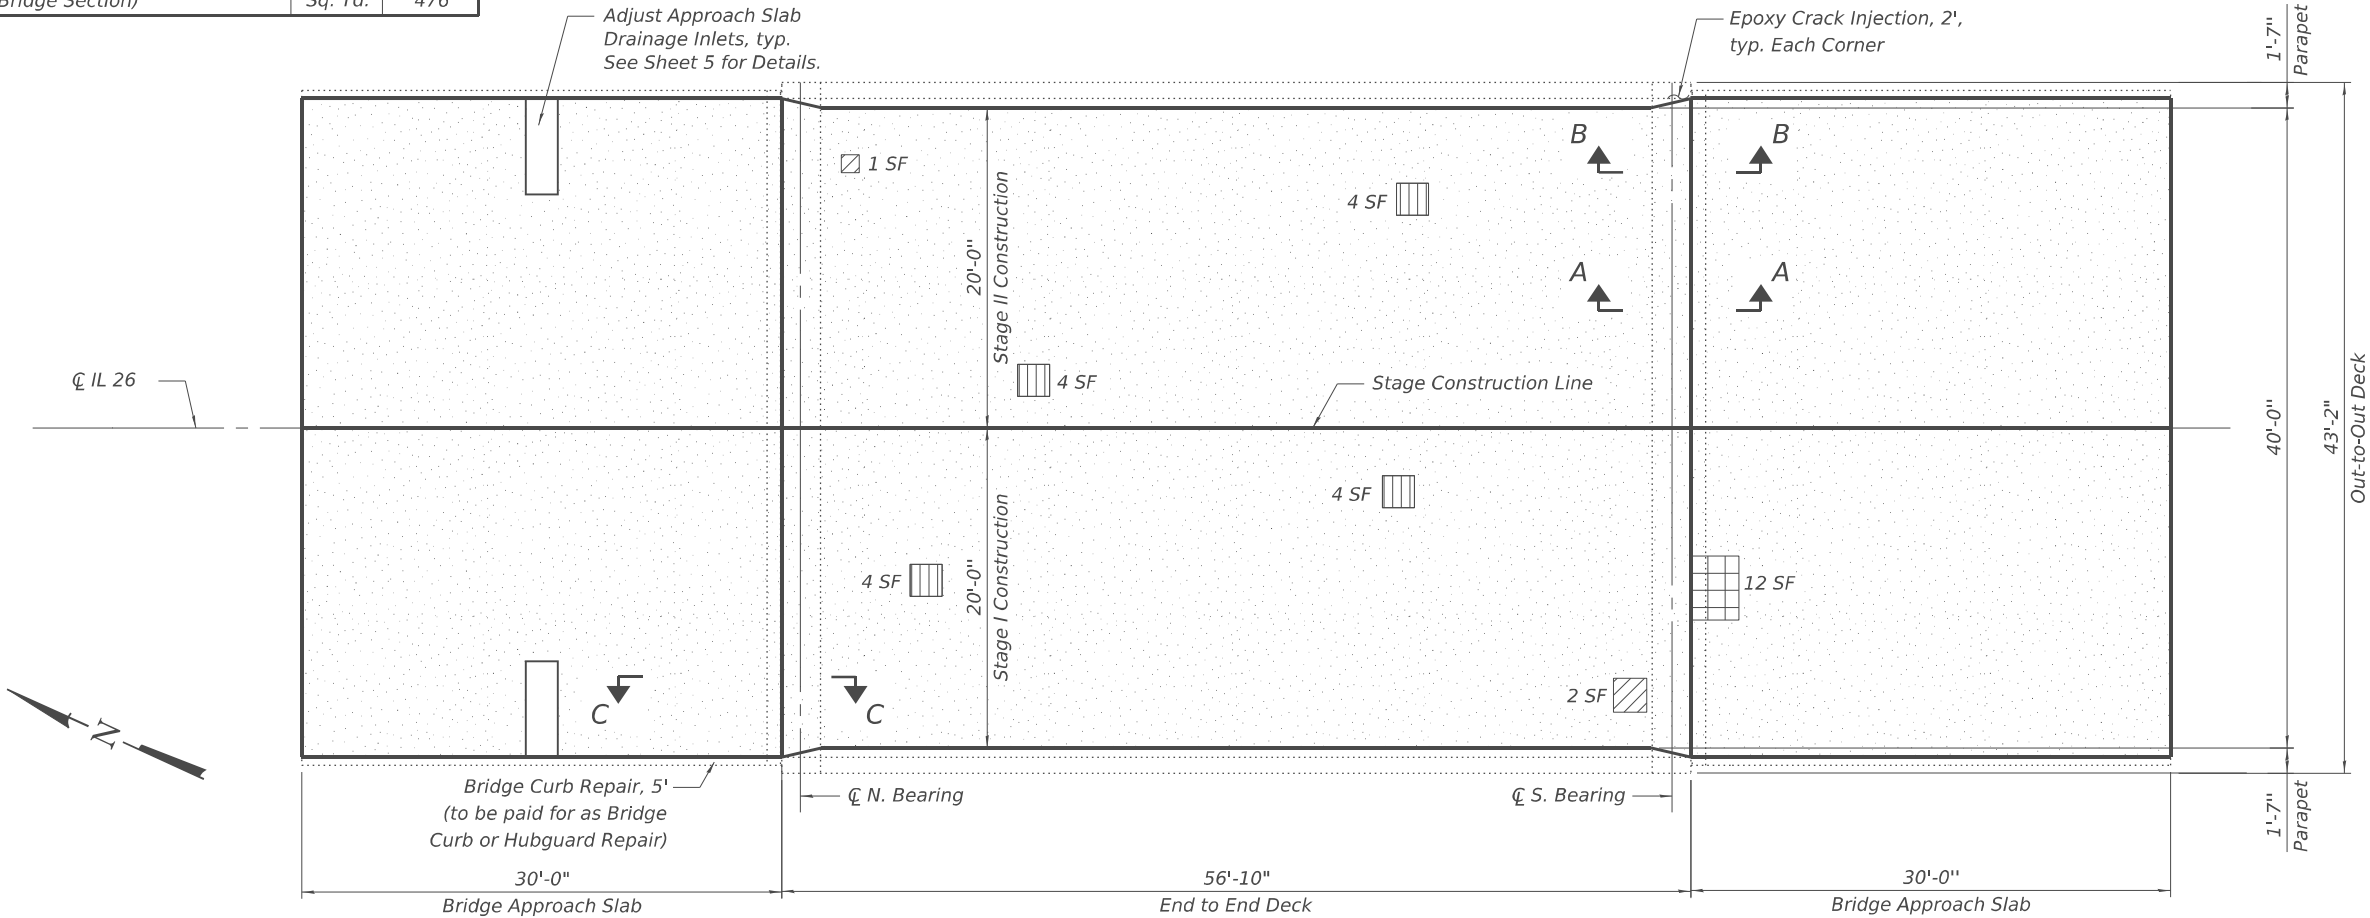 Bridge Section)
Sq. Yd.
476
Adjust Approach Slab
Drainage Inlets, typ.
See Sheet 5 for Details.
Epoxy Crack Injection, 2',
typ. Each Corner
1'-7"
Parapet
B
B
1 SF
4 SF
20'-0"
Stage II Construction
A
A
4 SF
Stage Construction Line
℄ IL 26
40'-0"
43'-2"
Out-to-Out Deck
4 SF
4 SF
20'-0"
Stage I Construction
12 SF
2 SF
C
C
N
Bridge Curb Repair, 5'
(to be paid for as Bridge
Curb or Hubguard Repair)
℄ N. Bearing
℄ S. Bearing
1'-7"
Parapet
30'-0"
Bridge Approach Slab
56'-10"
End to End Deck
30'-0"
Bridge Approach Slab